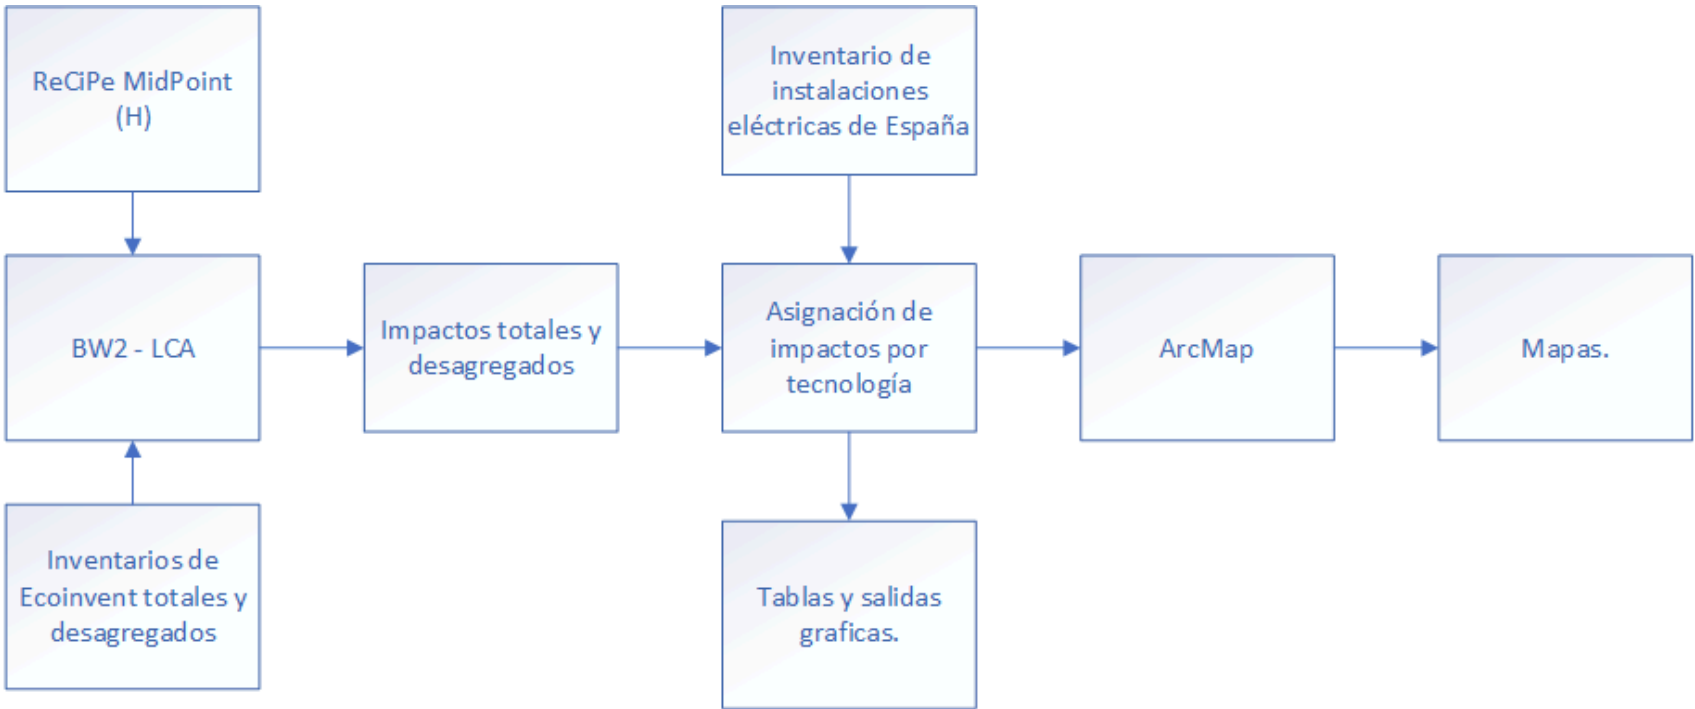 ReCiPe MidPoint
(H)
Inventario de
instalaciones
eléctricas de España
BW2 - LCA
Impactos totales y
desagregados
Asignación de
impactos por
tecnología
ArcMap
Mapas.
Inventarios de
Ecoinvent totales y
desagregados
Tablas y salidas
graficas.